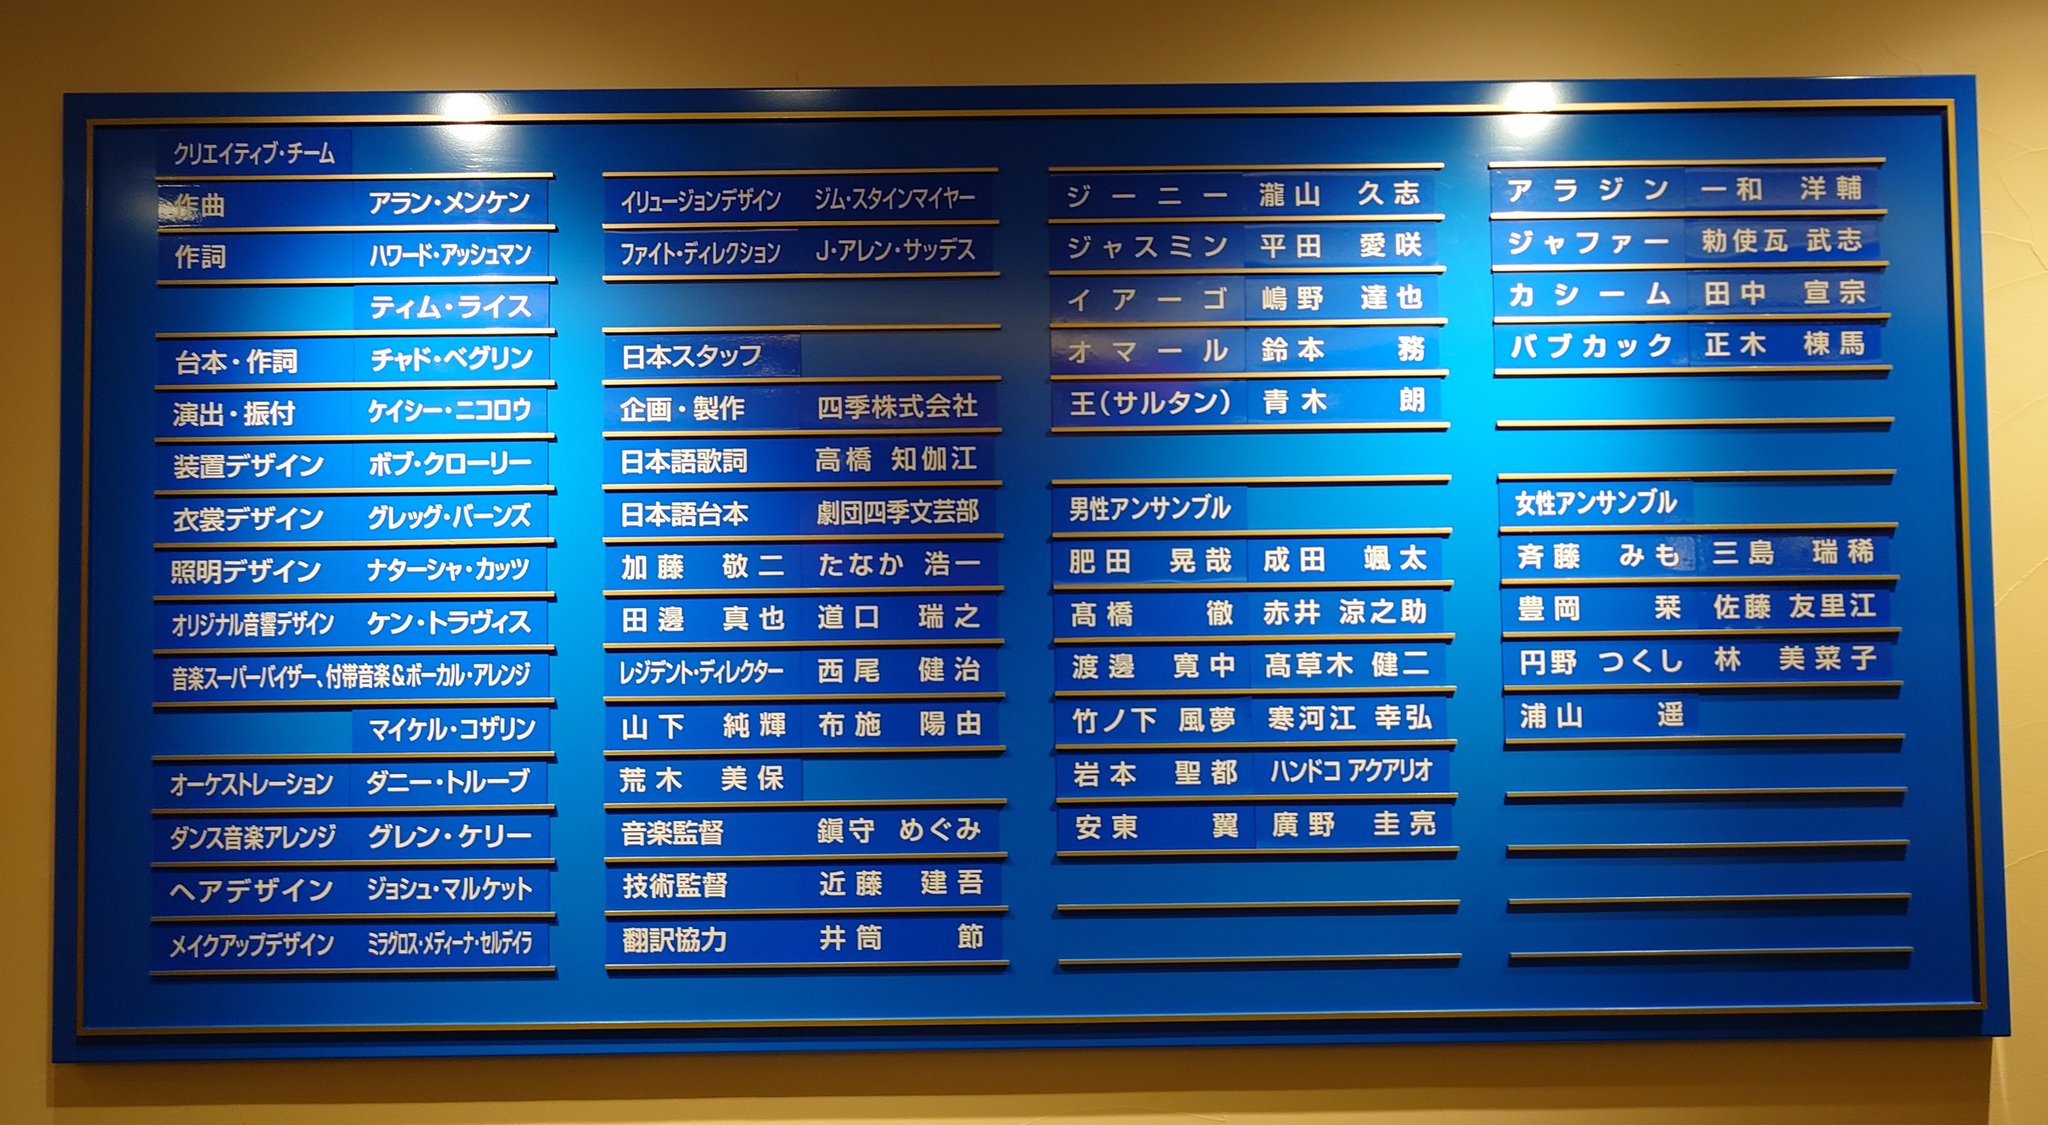 クリエイティブ・チーム
作曲 アラン・メンケン
作詞 ハワード・アッシュマン
ティム・ライス
台本・作詞 チャド・ベグリン
演出・振付 ケイシー・ニコロウ
装置デザイン ボブ・クローリー
衣裳デザイン グレッグ・バーンズ
照明デザイン ナターシャ・カッツ
オリジナル音響デザイン ケン・トラヴィス
音楽スーパーバイザー、付帯音楽&ボーカル・アレンジ
マイケル・コザリン
オーケストレーション ダニー・トルーブ
ダンス音楽アレンジ グレン・ケリー
ヘアデザイン ジョシュ・マルケット
メイクアップデザイン ミラグロス・メディーナ・セルデイラ
イリュージョンデザイン ジム・スタインマイヤー
ファイト・ディレクション J・アレン・サッデス
日本スタッフ
企画・製作 四季株式会社
日本語歌詞 高橋 知伽江
日本語台本 劇団四季文芸部
加藤 敬二 たなか 浩一
田邊 真也 道口 瑞之
レジデント・ディレクター 西尾 健治
山下 純輝 布施 陽由
荒木 美保
音楽監督 鎭守 めぐみ
技術監督 近藤 建吾
翻訳協力 井筒 節
ジーニー 瀧山 久志
ジャスミン 平田 愛咲
イアーゴ 嶋野 達也
オマール 鈴本 務
王(サルタン) 青木 朗
男性アンサンブル
肥田 晃哉 成田 颯太
髙橋 徹 赤井 涼之助
渡邊 寛中 髙草木 健二
竹ノ下 風夢 寒河江 幸弘
岩本 聖都 ハンドコ アクアリオ
安東 翼 廣野 圭亮
アラジン 一和 洋輔
ジャファー 勅使瓦 武志
カシーム 田中 宣宗
バブカック 正木 棟馬
女性アンサンブル
斉藤 みも 三島 瑞稀
豊岡 栞 佐藤 友里江
円野 つくし 林 美菜子
浦山 遥